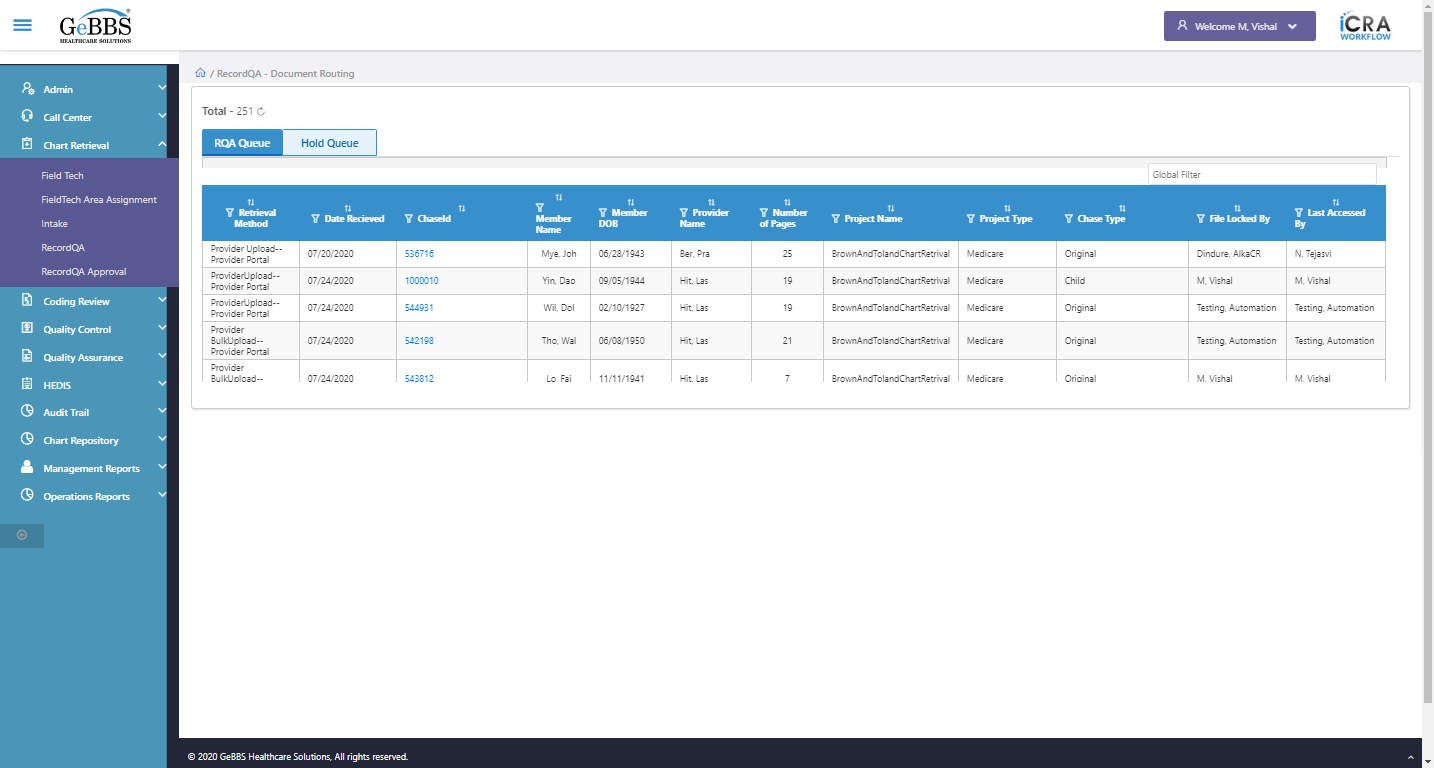 GeBBS
HEALTHCARE SOLUTIONS
Welcome M, Vishal
iCRA
WORKFLOW
Admin
Call Center
Chart Retrieval
Field Tech
FieldTech Area Assignment
Intake
RecordQA
RecordQA Approval
Coding Review
Quality Control
Quality Assurance
HEDIS
Audit Trail
Chart Repository
Management Reports
Operations Reports
/ RecordQA - Document Routing
Total - 251
RQA Queue Hold Queue
Global Filter
Retrieval Method Date Recieved ChaseId Member Name Member DOB Provider Name Number of Pages Project Name Project Type Chase Type File Locked By Last Accessed By
Provider Upload--Provider Portal 07/20/2020 536716 Mye, Joh 06/28/1943 Ber, Pra 25 BrownAndTolandChartRetrival Medicare Original Dindure, AlkaCR N, Tejasvi
ProviderUpload--Provider Portal 07/24/2020 1000010 Yin, Dao 09/05/1944 Hit, Las 19 BrownAndTolandChartRetrival Medicare Child M, Vishal M, Vishal
ProviderUpload--Provider Portal 07/24/2020 544931 Wil, Dol 02/10/1927 Hit, Las 19 BrownAndTolandChartRetrival Medicare Original Testing, Automation Testing, Automation
Provider BulkUpload--Provider Portal 07/24/2020 542198 Tho, Wal 06/08/1950 Hit, Las 21 BrownAndTolandChartRetrival Medicare Original Testing, Automation Testing, Automation
Provider BulkUpload-- 07/24/2020 543812 Lo, Fai 11/11/1941 Hit, Las 7 BrownAndTolandChartRetrival Medicare Original M, Vishal M, Vishal
© 2020 GeBBS Healthcare Solutions, All rights reserved.